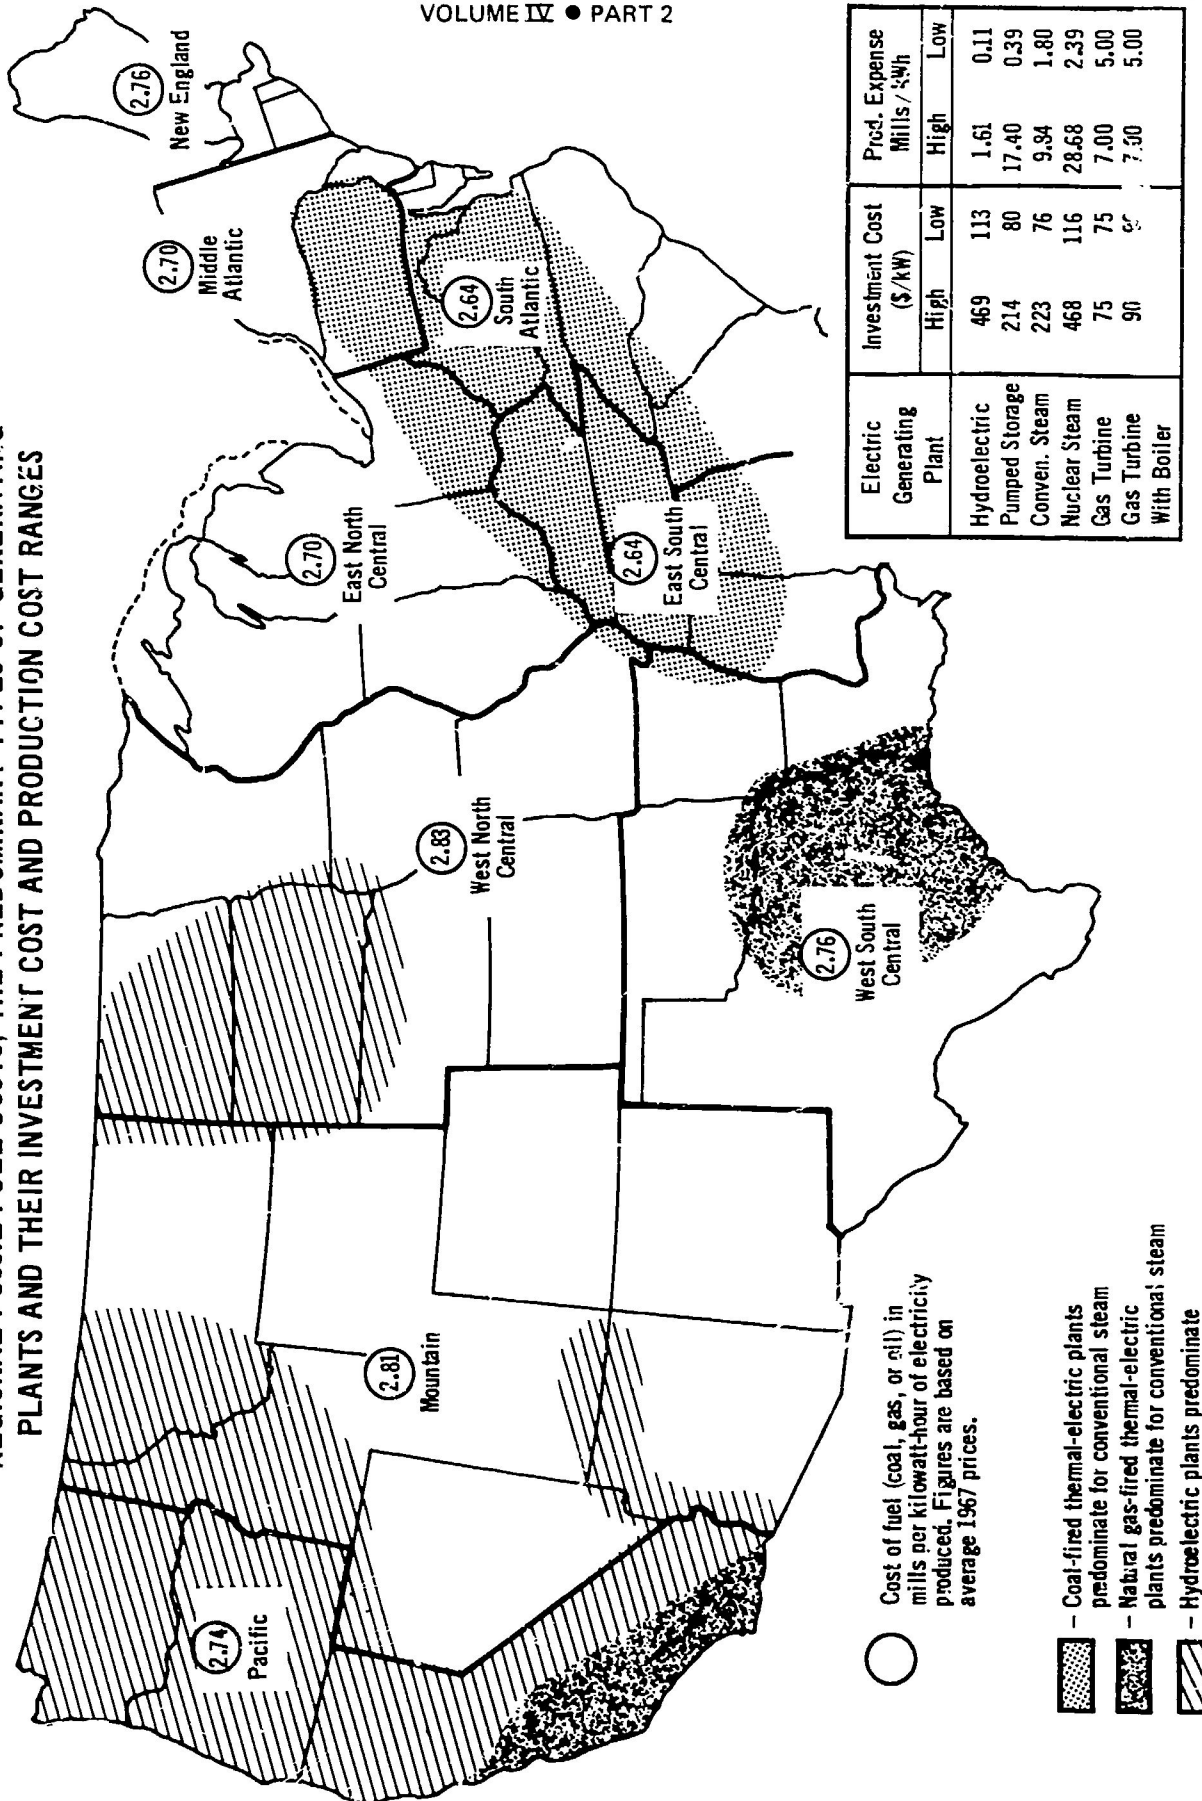 VOLUME IV ● PART 2
PLANTS AND THEIR INVESTMENT COST AND PRODUCTION COST RANGES
2.76
New England
2.70
Middle
Atlantic
2.64
South
Atlantic
2.70
East North
Central
2.64
East South
Central
2.83
West North
Central
2.76
West South
Central
2.81
Mountain
2.74
Pacific
Electric Generating Plant | Investment Cost ($/kW) | Prod. Expense Mills/kWh
High Low High Low
Hydroelectric 469 113 1.61 0.11
Pumped Storage 214 80 17.40 0.39
Conven. Steam 223 76 9.84 1.80
Nuclear Steam 468 116 28.68 2.39
Gas Turbine 75 75 7.00 5.00
Gas Turbine 90 5.00
With Boiler
Cost of fuel (coal, gas, or oil) in
mills per kilowatt-hour of electricity
produced. Figures are based on
average 1967 prices.
– Coal-fired thermal-electric plants
predominate for conventional steam
– Natural gas-fired thermal-electric
plants predominate for conventional steam
– Hydroelectric plants predominate